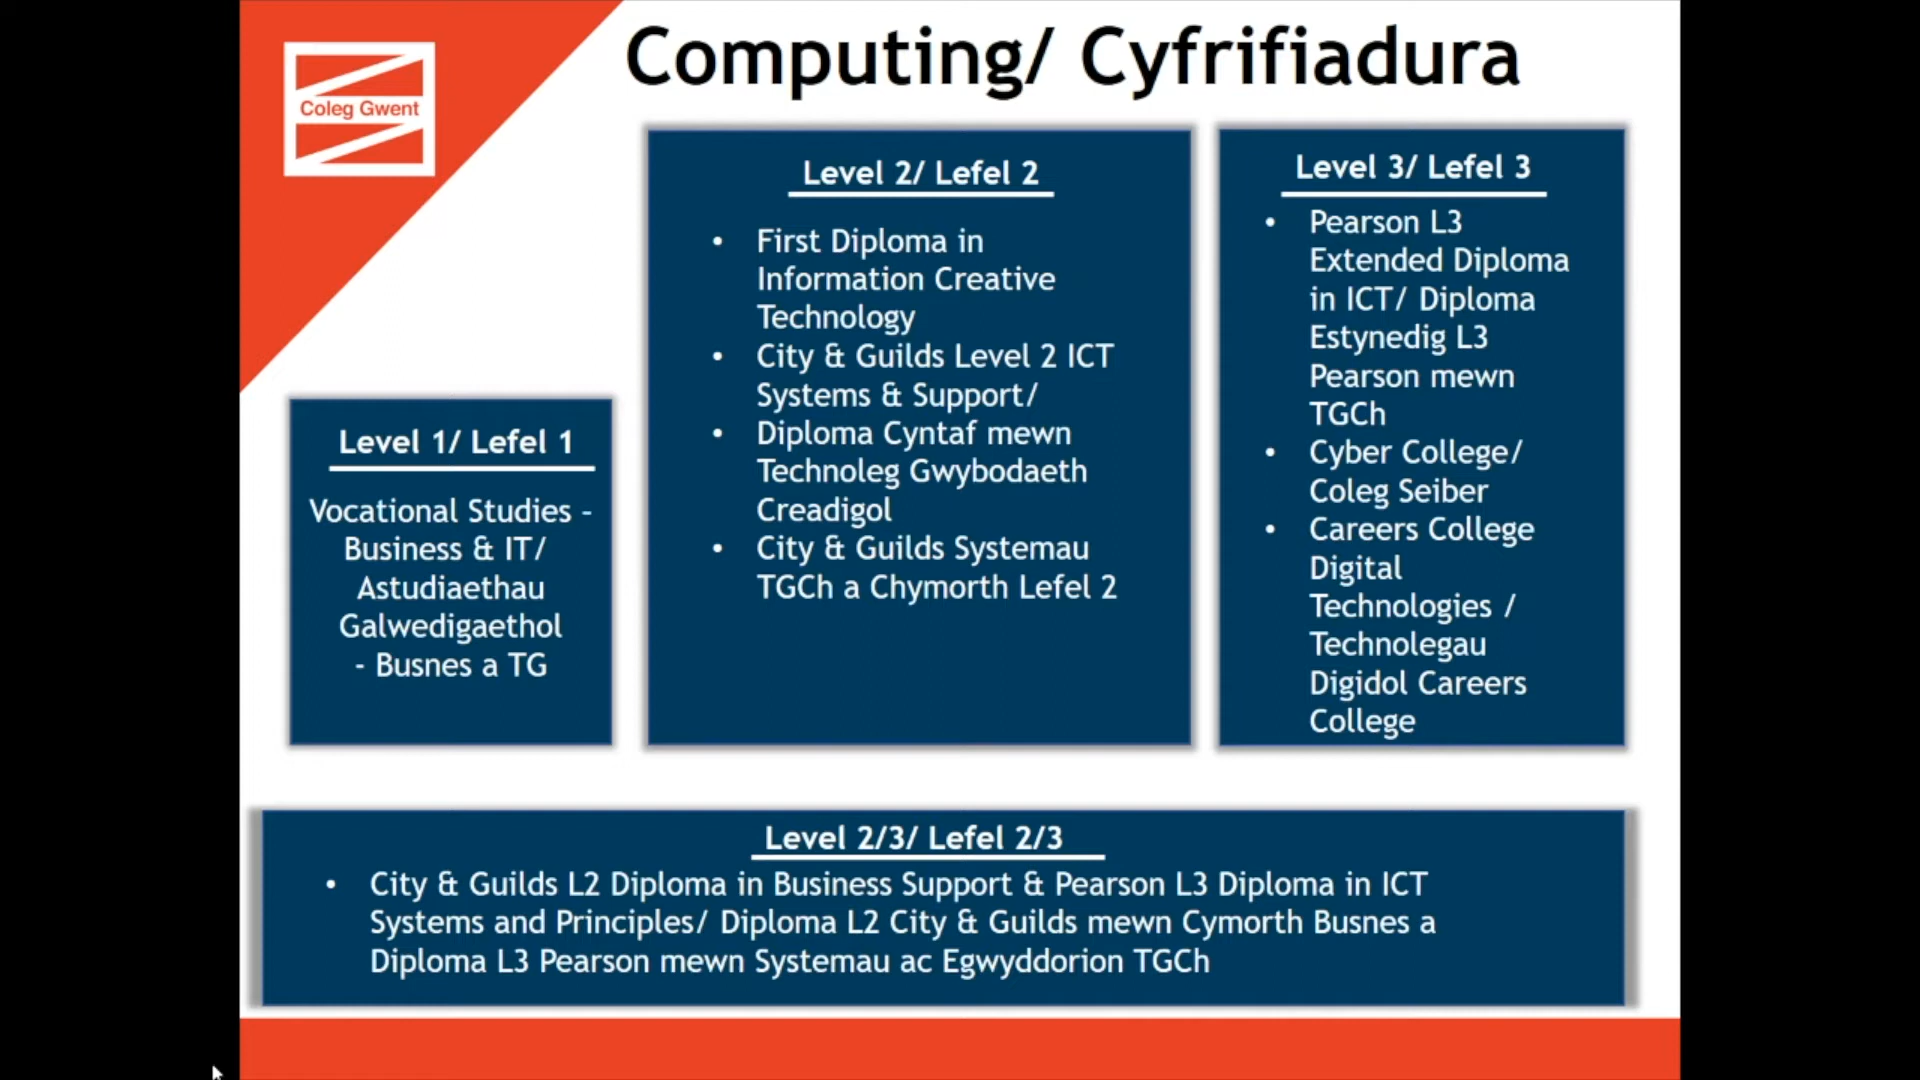 Coleg Gwent
Computing/ Cyfrifiadura
Level 1/ Lefel 1
Vocational Studies –
Business & IT/
Astudiaethau
Galwedigaethol
- Busnes a TG
Level 2/ Lefel 2
• First Diploma in
Information Creative
Technology
• City & Guilds Level 2 ICT
Systems & Support/
• Diploma Cyntaf mewn
Technoleg Gwybodaeth
Creadigol
• City & Guilds Systemau
TGCh a Chymorth Lefel 2
Level 3/ Lefel 3
• Pearson L3
Extended Diploma
in ICT/ Diploma
Estynedig L3
Pearson mewn
TGCh
• Cyber College/
Coleg Seiber
• Careers College
Digital
Technologies /
Technolegau
Digidol Careers
College
Level 2/3/ Lefel 2/3
• City & Guilds L2 Diploma in Business Support & Pearson L3 Diploma in ICT
Systems and Principles/ Diploma L2 City & Guilds mewn Cymorth Busnes a
Diploma L3 Pearson mewn Systemau ac Egwyddorion TGCh